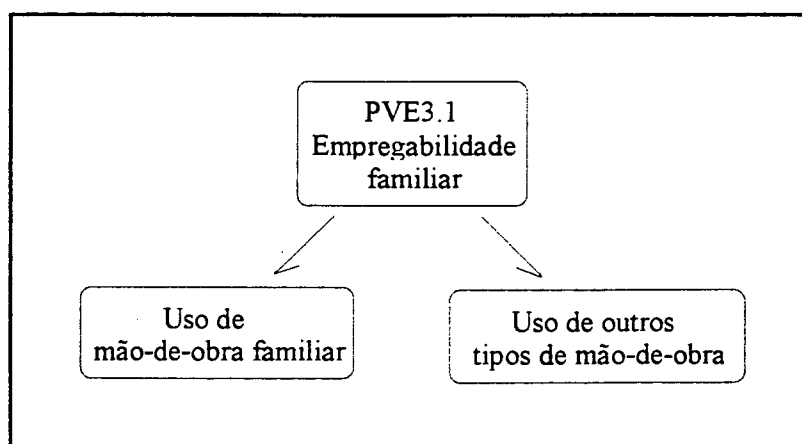 PVE3.1
Empregabilidade
familiar
Uso de
mão-de-obra familiar
Uso de outros
tipos de mão-de-obra